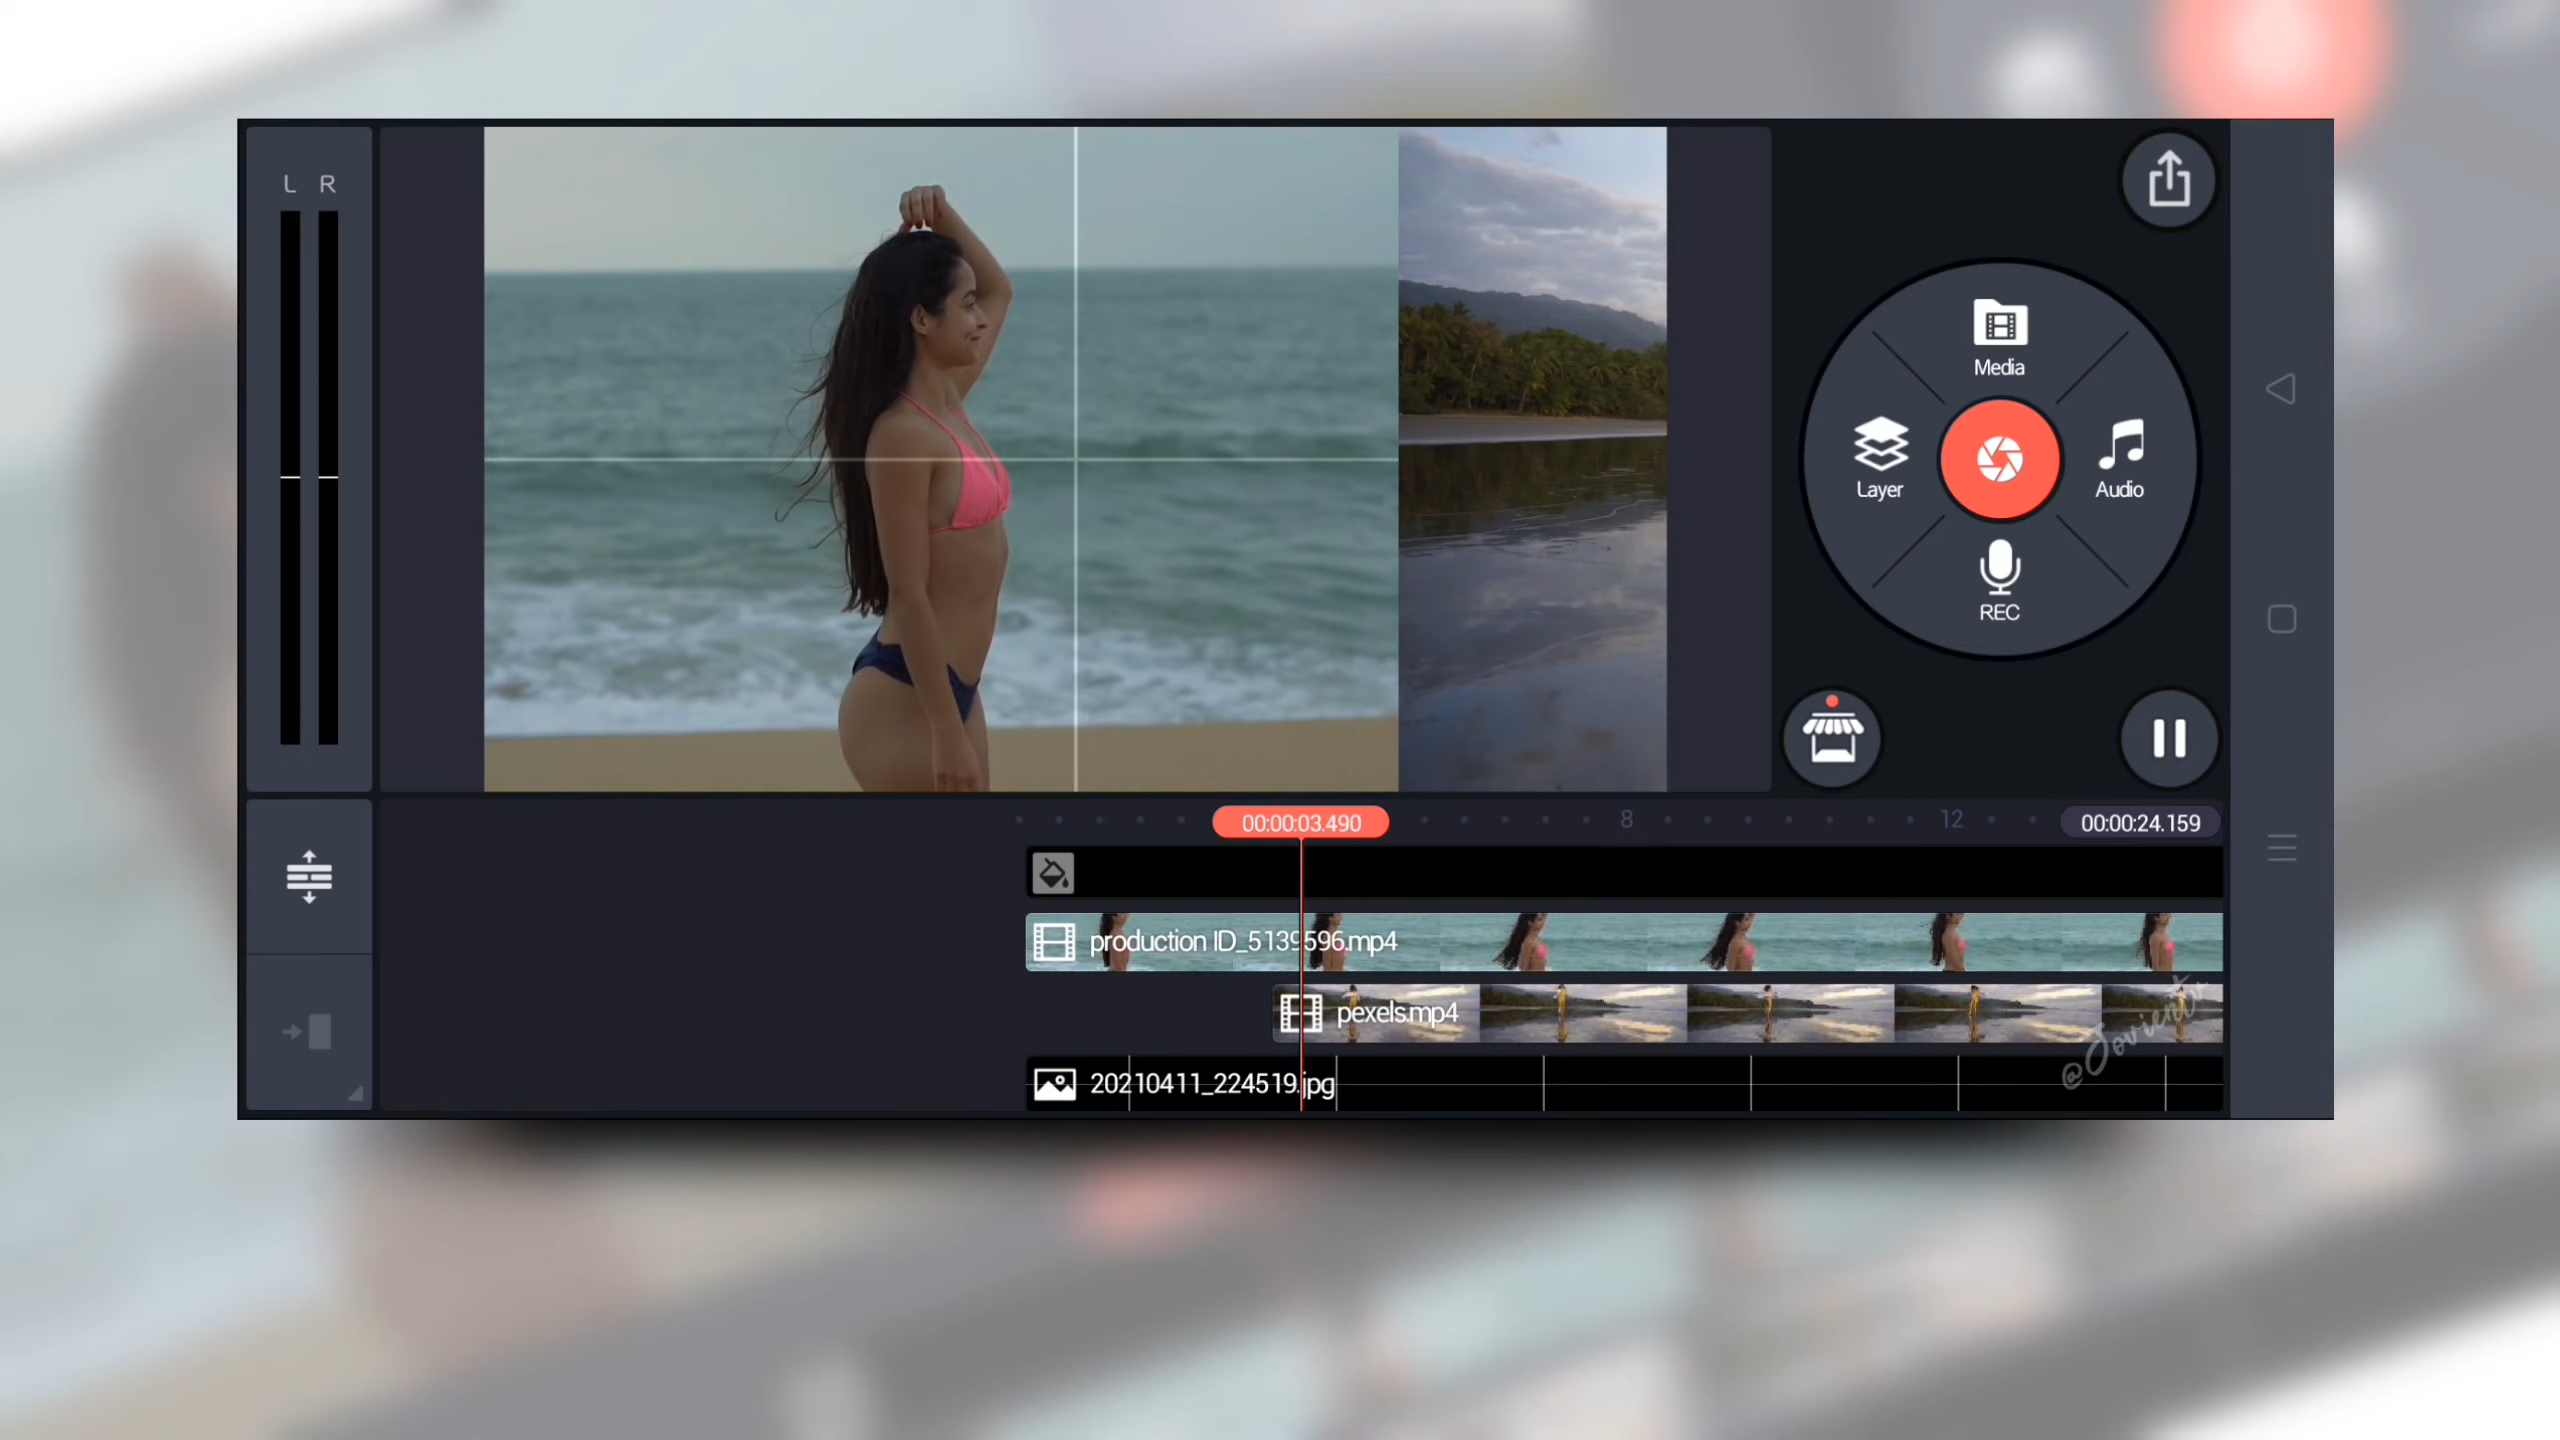 L R
Media
Layer
Audio
REC
00:00:03.490
8
12
00:00:24.159
production ID_5139596.mp4
pexels.mp4
20210411_224519.jpg
@Jovientv